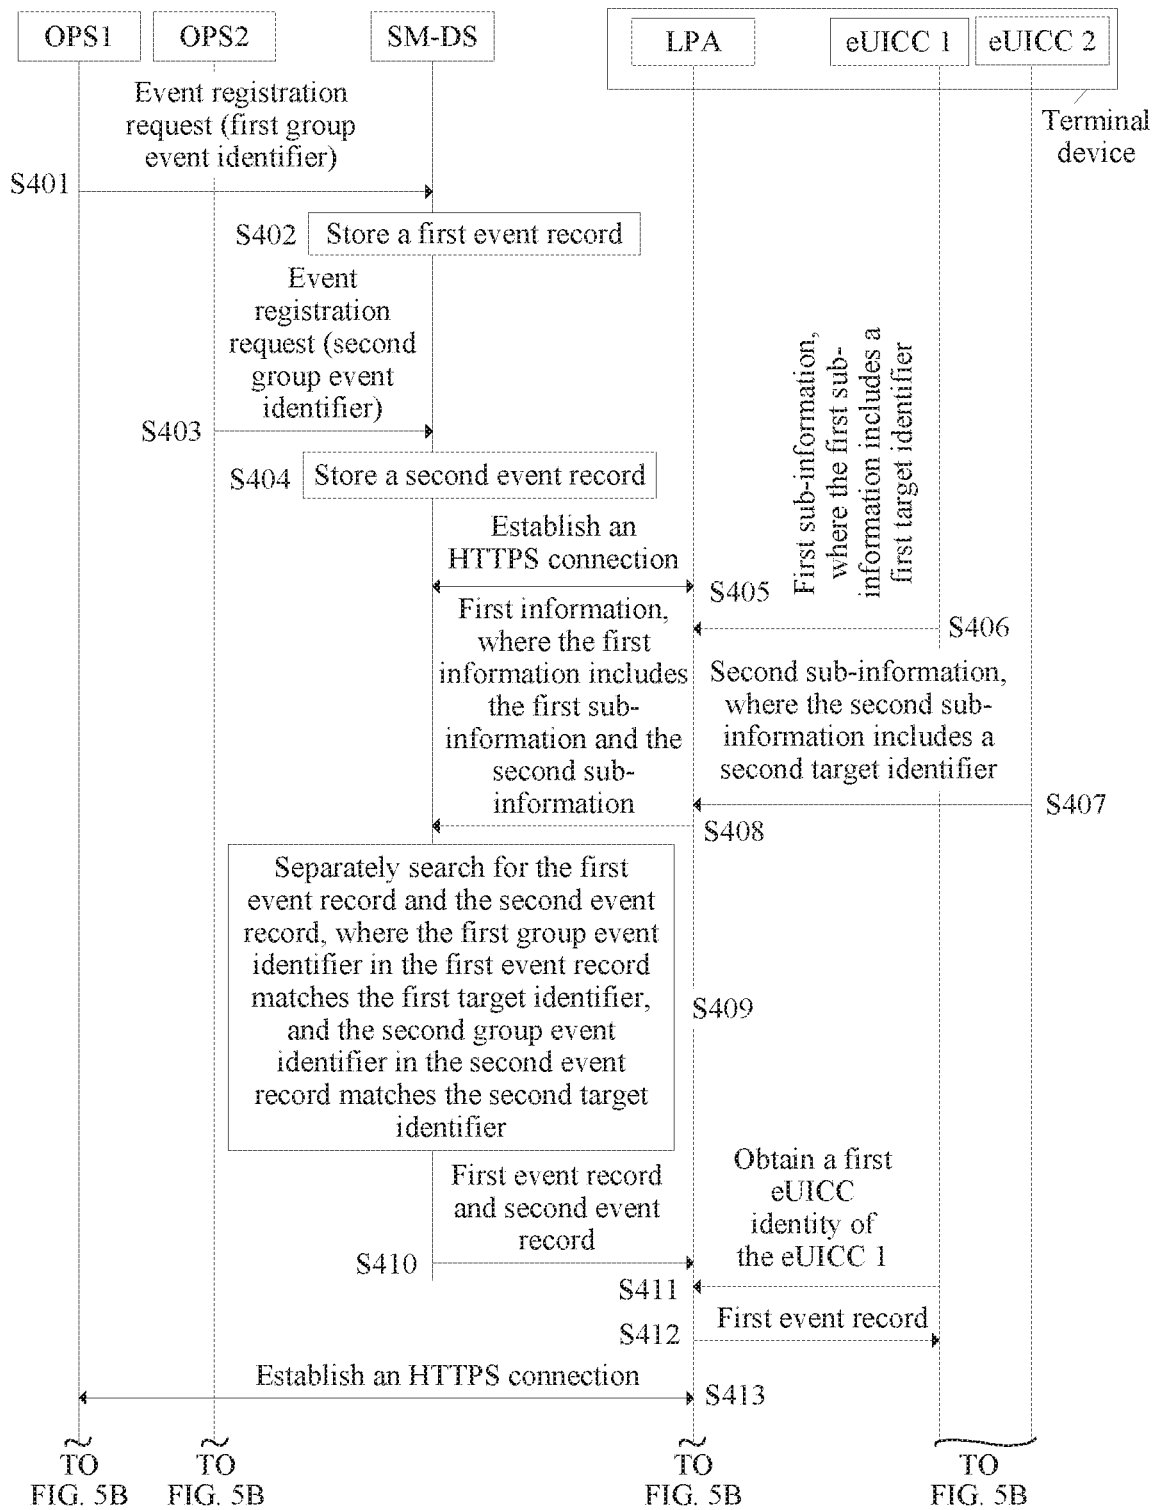 OPS1
OPS2
SM-DS
LPA
eUICC 1
eUICC 2
Terminal
device
Event registration
request (first group
event identifier)
S401
S402
Store a first event record
Event
registration
request (second
group event
identifier)
S403
S404
Store a second event record
Establish an
HTTPS connection
S405
First sub-information,
where the first sub-
information includes a
first target identifier
S406
First information,
where the first
information includes
the first sub-
information and the
second sub-
information
Second sub-information,
where the second sub-
information includes a
second target identifier
S407
S408
Separately search for the first
event record and the second event
record, where the first group event
identifier in the first event record
matches the first target identifier,
and the second group event
identifier in the second event
record matches the second target
identifier
S409
First event record
and second event
record
S410
Obtain a first
eUICC
identity of
the eUICC 1
S411
First event record
S412
Establish an HTTPS connection
S413
TO
FIG. 5B
TO
FIG. 5B
TO
FIG. 5B
TO
FIG. 5B